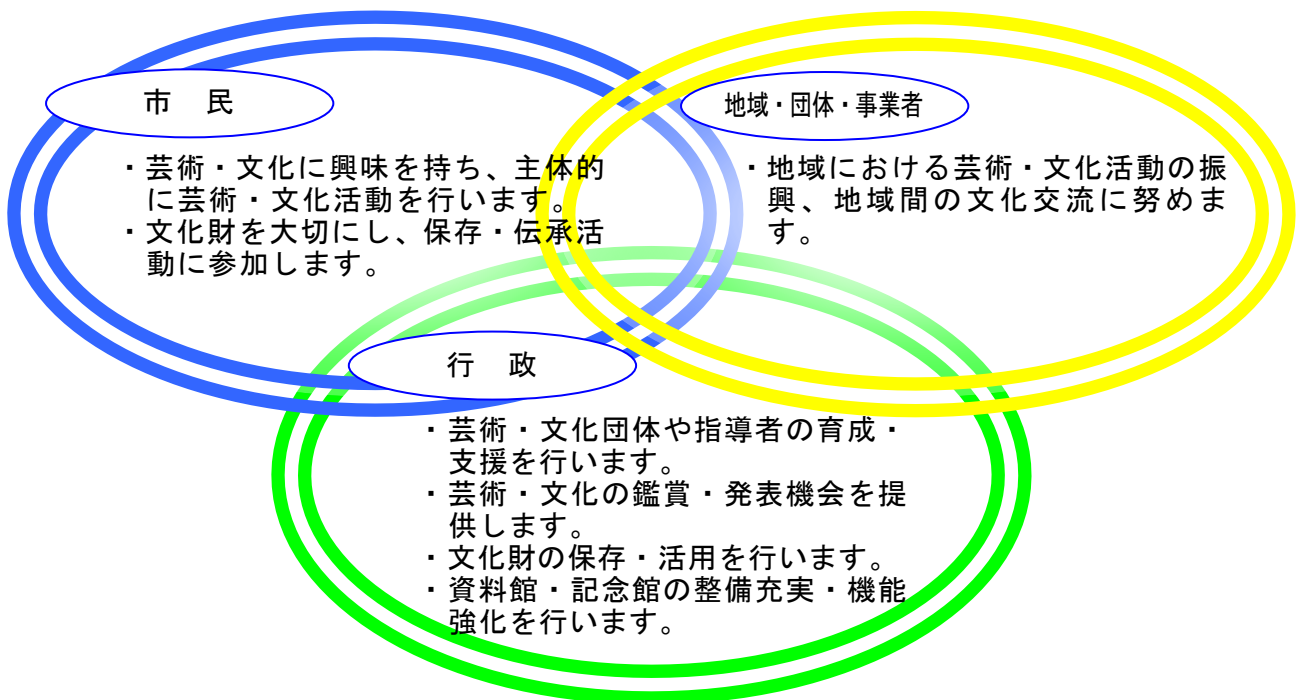 市　民
・芸術・文化に興味を持ち、主体的
に芸術・文化活動を行います。
・文化財を大切にし、保存・伝承活
動に参加します。
地域・団体・事業者
・地域における芸術・文化活動の振
興、地域間の文化交流に努めま
す。
行　政
・芸術・文化団体や指導者の育成・
支援を行います。
・芸術・文化の鑑賞・発表機会を提
供します。
・文化財の保存・活用を行います。
・資料館・記念館の整備充実・機能
強化を行います。